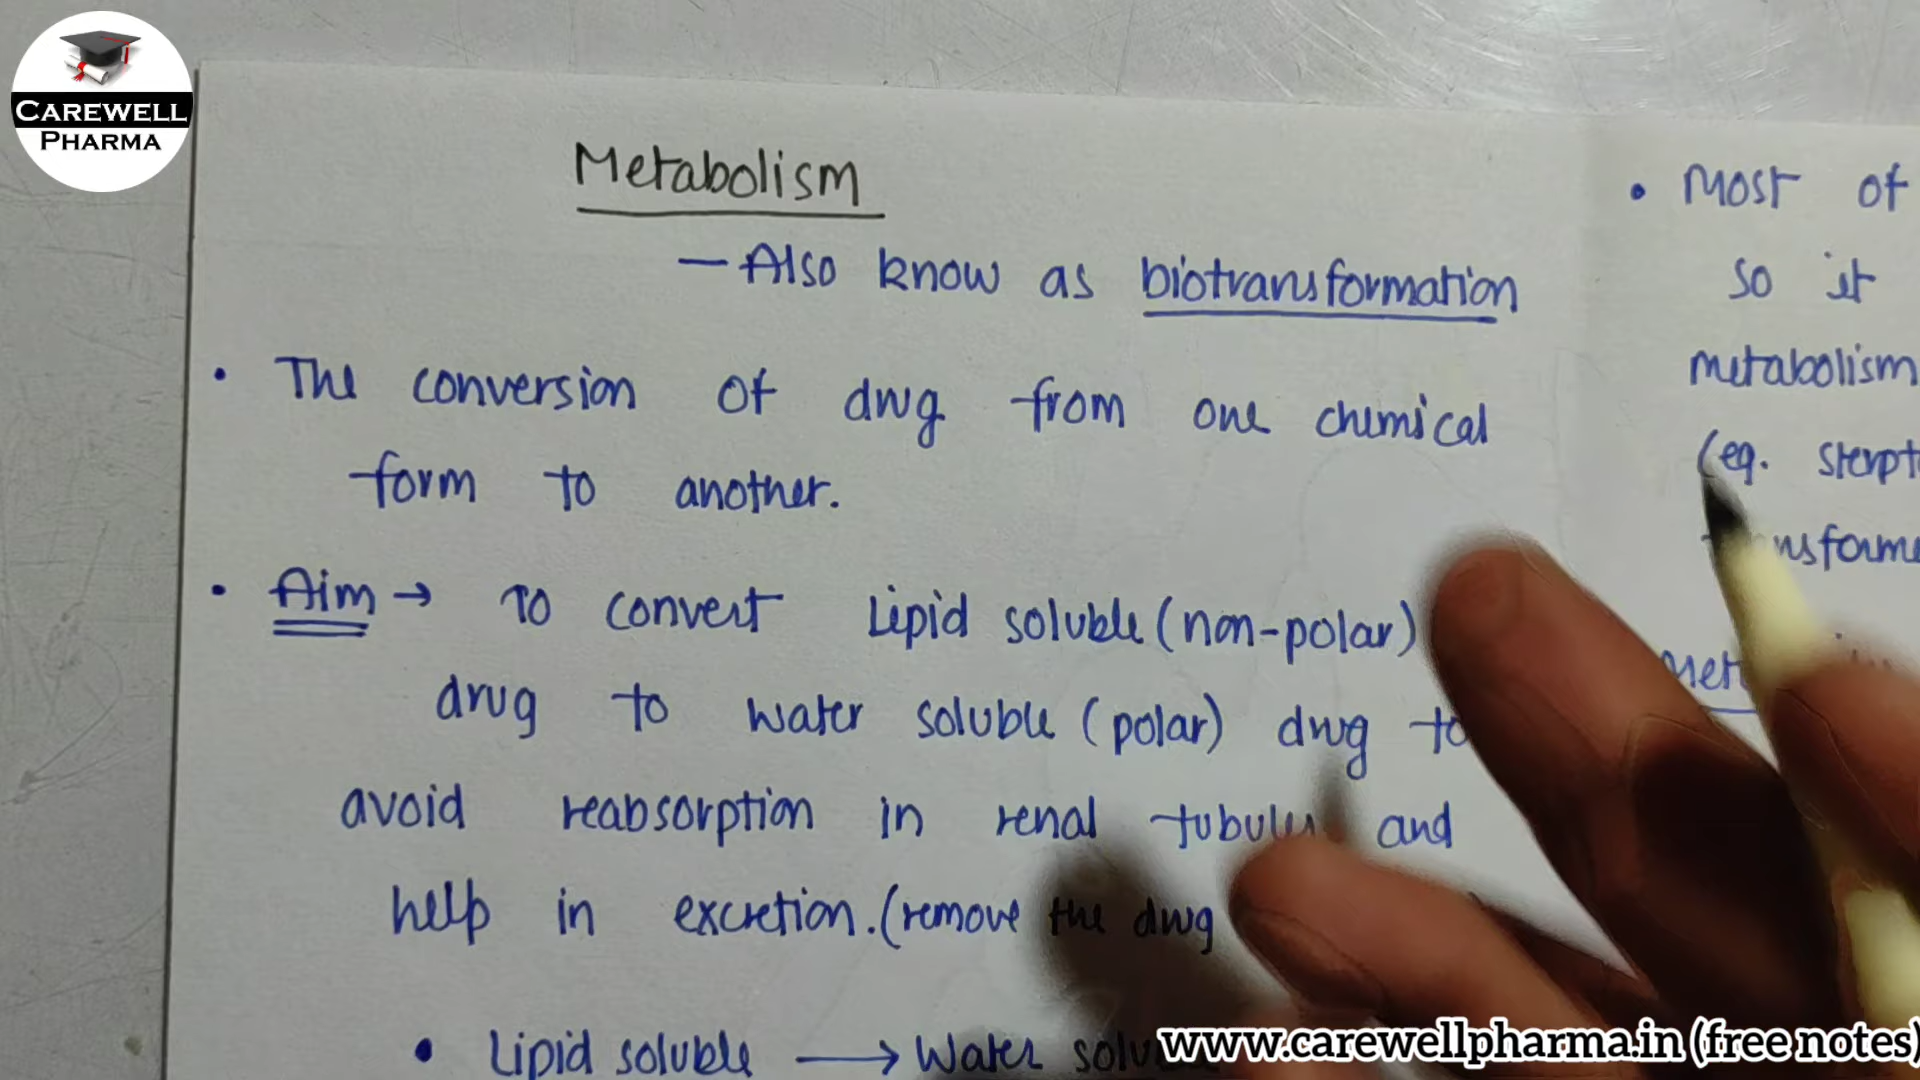 CAREWELL
PHARMA
Metabolism
— Also know as biotransformation
• The conversion of drug from one chemical
form to another.
• Aim → To convert Lipid soluble (non-polar)
drug to water soluble (polar) drug to
avoid reabsorption in renal tubules and
help in excretion. (remove the drug
• Lipid soluble → Water
• Most of
so it
metabolism
(eg.
www.carewellpharma.in (free notes)